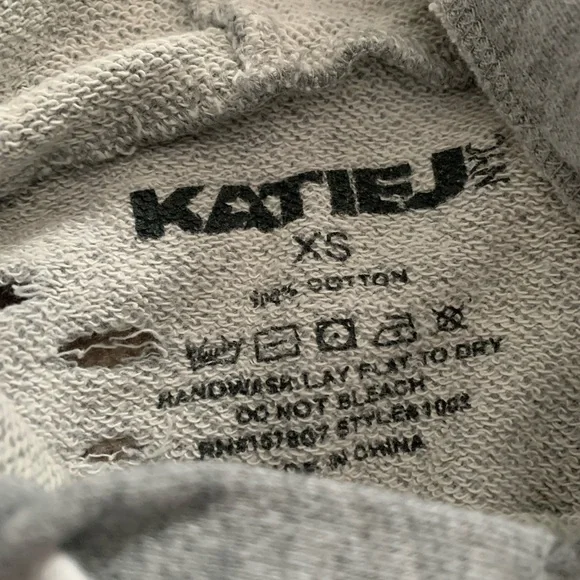 KATIEJ NYC
XS
100% COTTON
HANDWASH LAY FLAT TO DRY
DO NOT BLEACH
RN#157807 STYLE#1003
MADE IN CHINA